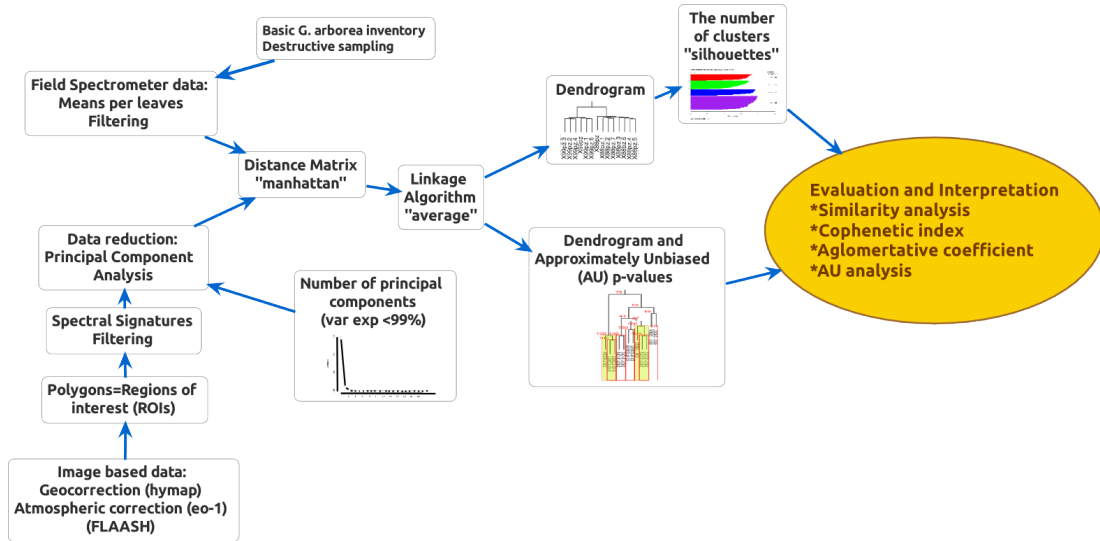 Basic G. arborea inventory
Destructive sampling
Field Spectrometer data:
Means per leaves
Filtering
Distance Matrix
"manhattan"
Linkage
Algorithm
"average"
Dendrogram
The number
of clusters
"silhouettes"
Data reduction:
Principal Component
Analysis
Number of principal
components
(var exp <99%)
Spectral Signatures
Filtering
Polygons=Regions of
interest (ROIs)
Image based data:
Geocorrection (hymap)
Atmospheric correction (eo-1)
(FLAASH)
Dendrogram and
Approximately Unbiased
(AU) p-values
Evaluation and Interpretation
*Similarity analysis
*Cophenetic index
*Aglomertative coefficient
*AU analysis